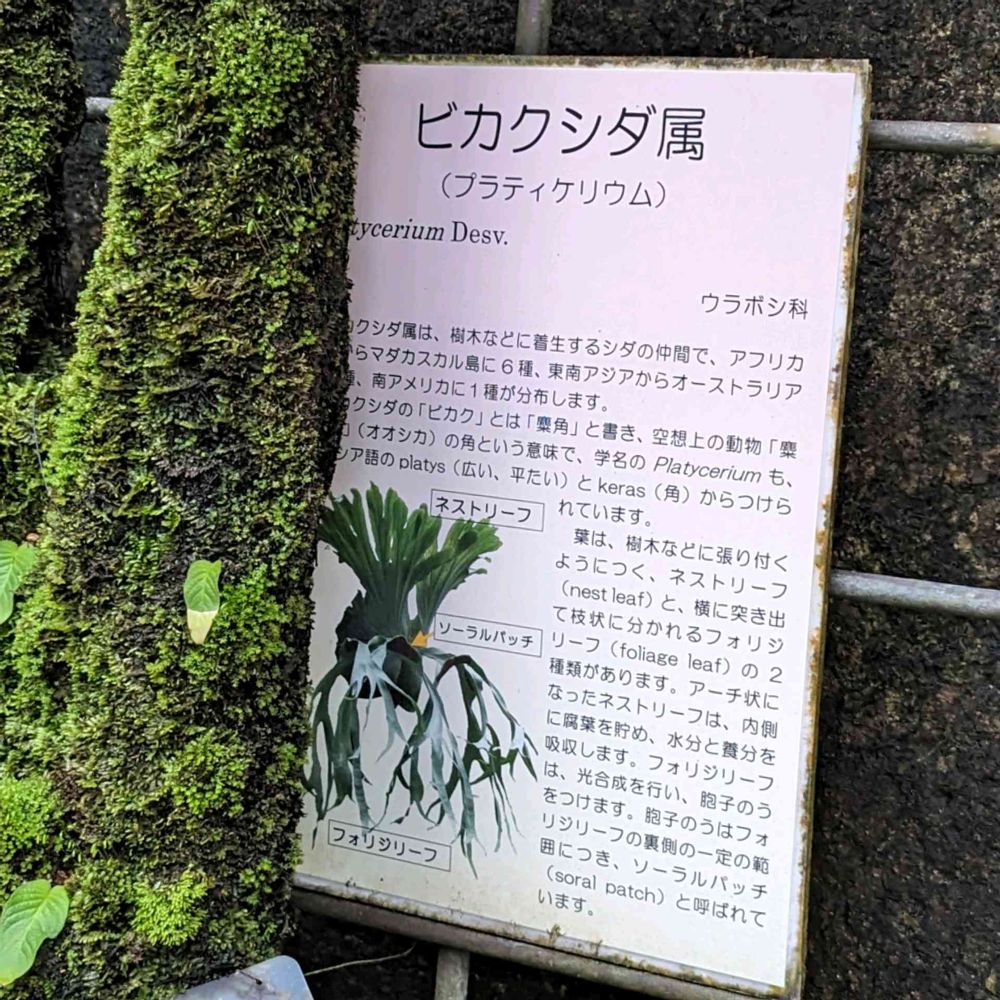 ビカクシダ属
（プラティケリウム）
tycerium Desv.
ウラボシ科
クシダ属は、樹木などに着生するシダの仲間で、アフリカ
らマダカスカル島に６種、東南アジアからオーストラリア
、南アメリカに１種が分布します。
クシダの「ビカク」とは「麋角」と書き、空想上の動物「麋
（オオシカ）の角という意味で、学名の Platycerium も、
シア語の platys（広い、平たい）と keras（角）からつけら
れています。
ネストリーフ
ソーラルパッチ
フォリジリーフ
葉は、樹木などに張り付く
ようにつく、ネストリーフ
（nest leaf）と、横に突き出
て枝状に分かれるフォリジ
リーフ（foliage leaf）の２
種類があります。アーチ状に
なったネストリーフは、内側
に腐葉を貯め、水分と養分を
吸収します。フォリジリーフ
は、光合成を行い、胞子のう
をつけます。胞子のうはフォ
リジリーフの裏側の一定の範
囲につき、ソーラルパッチ
（soral patch）と呼ばれて
います。